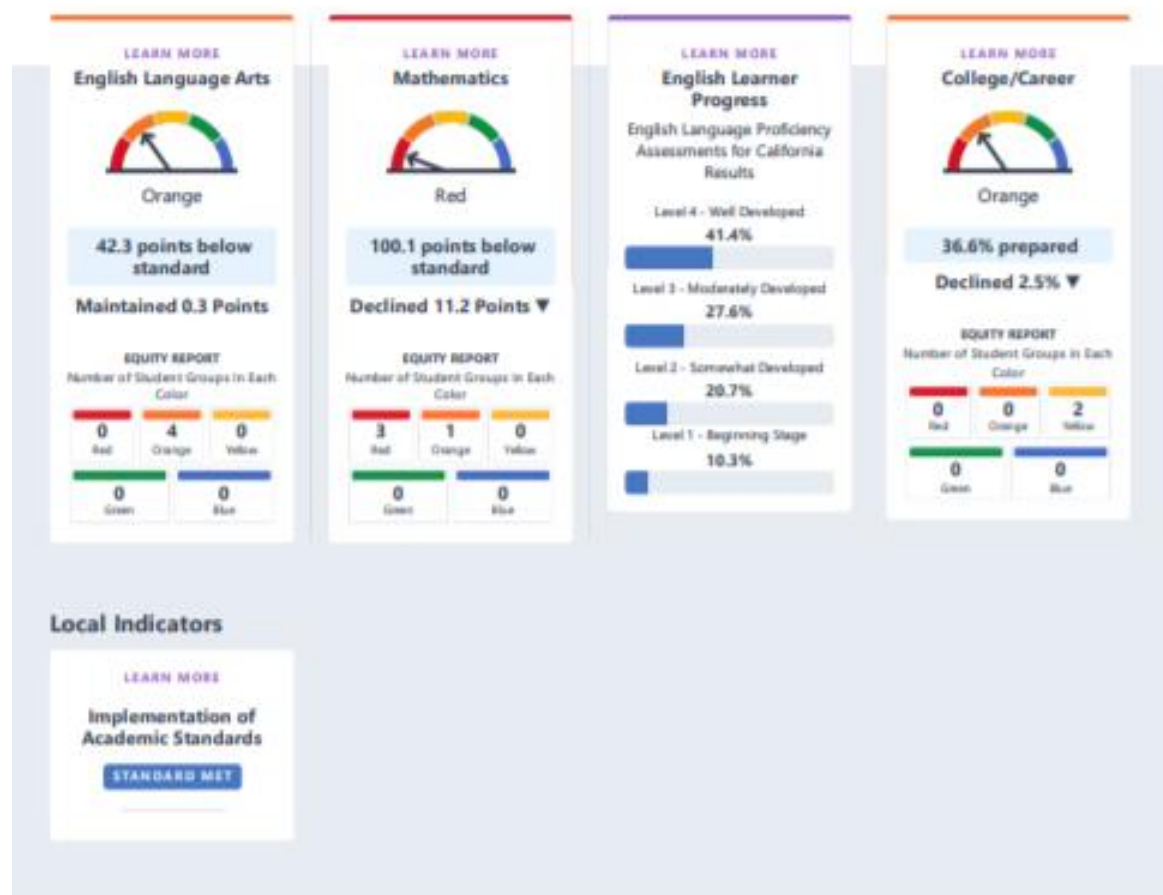 LEARN MORE
English Language Arts
Orange
42.3 points below
standard
Maintained 0.3 Points
EQUITY REPORT
Number of Student Groups in Each
Color
0
Red
4
Orange
0
Yellow
0
Green
0
Blue
LEARN MORE
Mathematics
Red
100.1 points below
standard
Declined 11.2 Points ▼
EQUITY REPORT
Number of Student Groups in Each
Color
3
Red
1
Orange
0
Yellow
0
Green
0
Blue
LEARN MORE
English Learner
Progress
English Language Proficiency
Assessments for California
Results
Level 4 - Well Developed
41.4%
Level 3 - Moderately Developed
27.6%
Level 2 - Somewhat Developed
20.7%
Level 1 - Beginning Stage
10.3%
LEARN MORE
College/Career
Orange
36.6% prepared
Declined 2.5% ▼
EQUITY REPORT
Number of Student Groups in Each
Color
0
Red
0
Orange
2
Yellow
0
Green
0
Blue
Local Indicators
LEARN MORE
Implementation of
Academic Standards
STANDARD MET